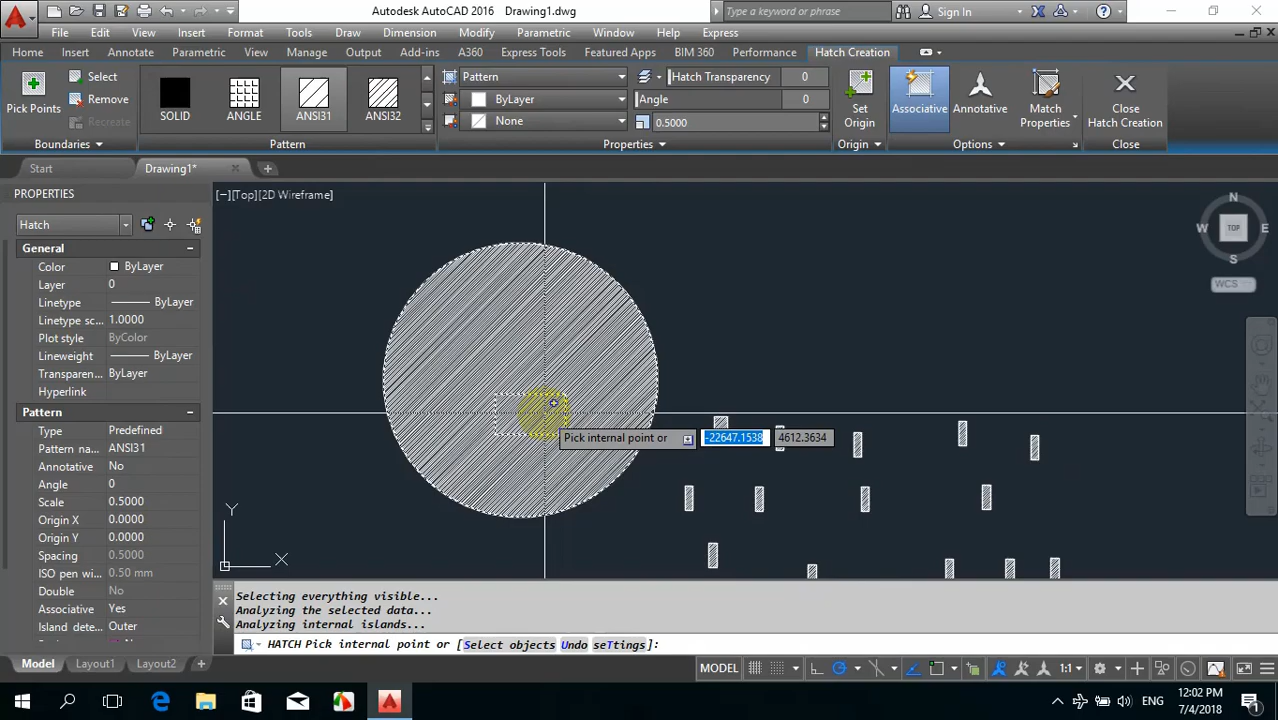 Autodesk AutoCAD 2016 Drawing1.dwg
Type a keyword or phrase
Sign In
File Edit View Insert Format Tools Draw Dimension Modify Parametric Window Help Express
Home Insert Annotate Parametric View Manage Output Add-ins A360 Express Tools Featured Apps BIM 360 Performance Hatch Creation
Pick Points
Select
Remove
Recreate
Boundaries
SOLID
ANGLE
ANSI31
ANSI32
Pattern
Pattern
ByLayer
None
Hatch Transparency 0
Angle 0
0.5000
Properties
Set
Origin
Origin
Associative
Annotative
Match
Properties
Options
Close
Hatch Creation
Close
Start
Drawing1*
[−][Top][2D Wireframe]
PROPERTIES
Hatch
General
Color ByLayer
Layer 0
Linetype ByLayer
Linetype sc... 1.0000
Plot style ByColor
Lineweight ByLayer
Transparen... ByLayer
Hyperlink
Pattern
Type Predefined
Pattern na... ANSI31
Annotative No
Angle 0
Scale 0.5000
Origin X 0.0000
Origin Y 0.0000
Spacing 0.5000
ISO pen wi... 0.50 mm
Double No
Associative Yes
Island dete... Outer
N
W TOP E
S
WCS
Pick internal point or -22647.1538 4612.3634
Y
X
Selecting everything visible...
Analyzing the selected data...
Analyzing internal islands...
HATCH Pick internal point or [Select objects Undo seTtings]:
Model Layout1 Layout2
MODEL
1:1
ENG
12:02 PM
7/4/2018